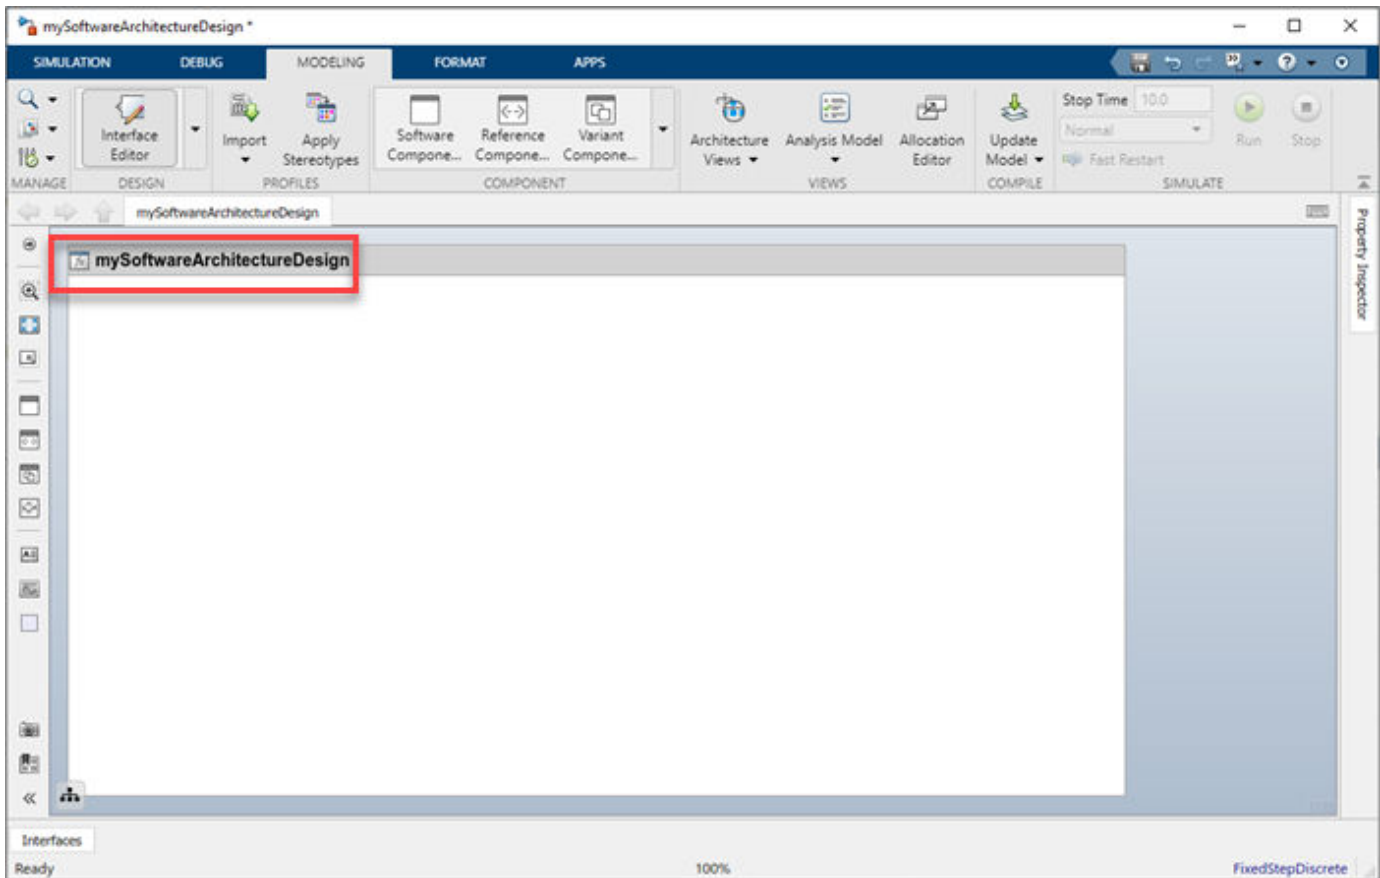 mySoftwareArchitectureDesign *
SIMULATION DEBUG MODELING FORMAT APPS
Interface Editor
Import
Apply Stereotypes
Software Compone...
Reference Compone...
Variant Compone...
Architecture Views
Analysis Model
Allocation Editor
Update Model
Stop Time 10.0
Normal
Fast Restart
Run
Stop
MANAGE DESIGN PROFILES COMPONENT VIEWS COMPILE SIMULATE
mySoftwareArchitectureDesign
Property Inspector
mySoftwareArchitectureDesign
Interfaces
Ready 100% FixedStepDiscrete